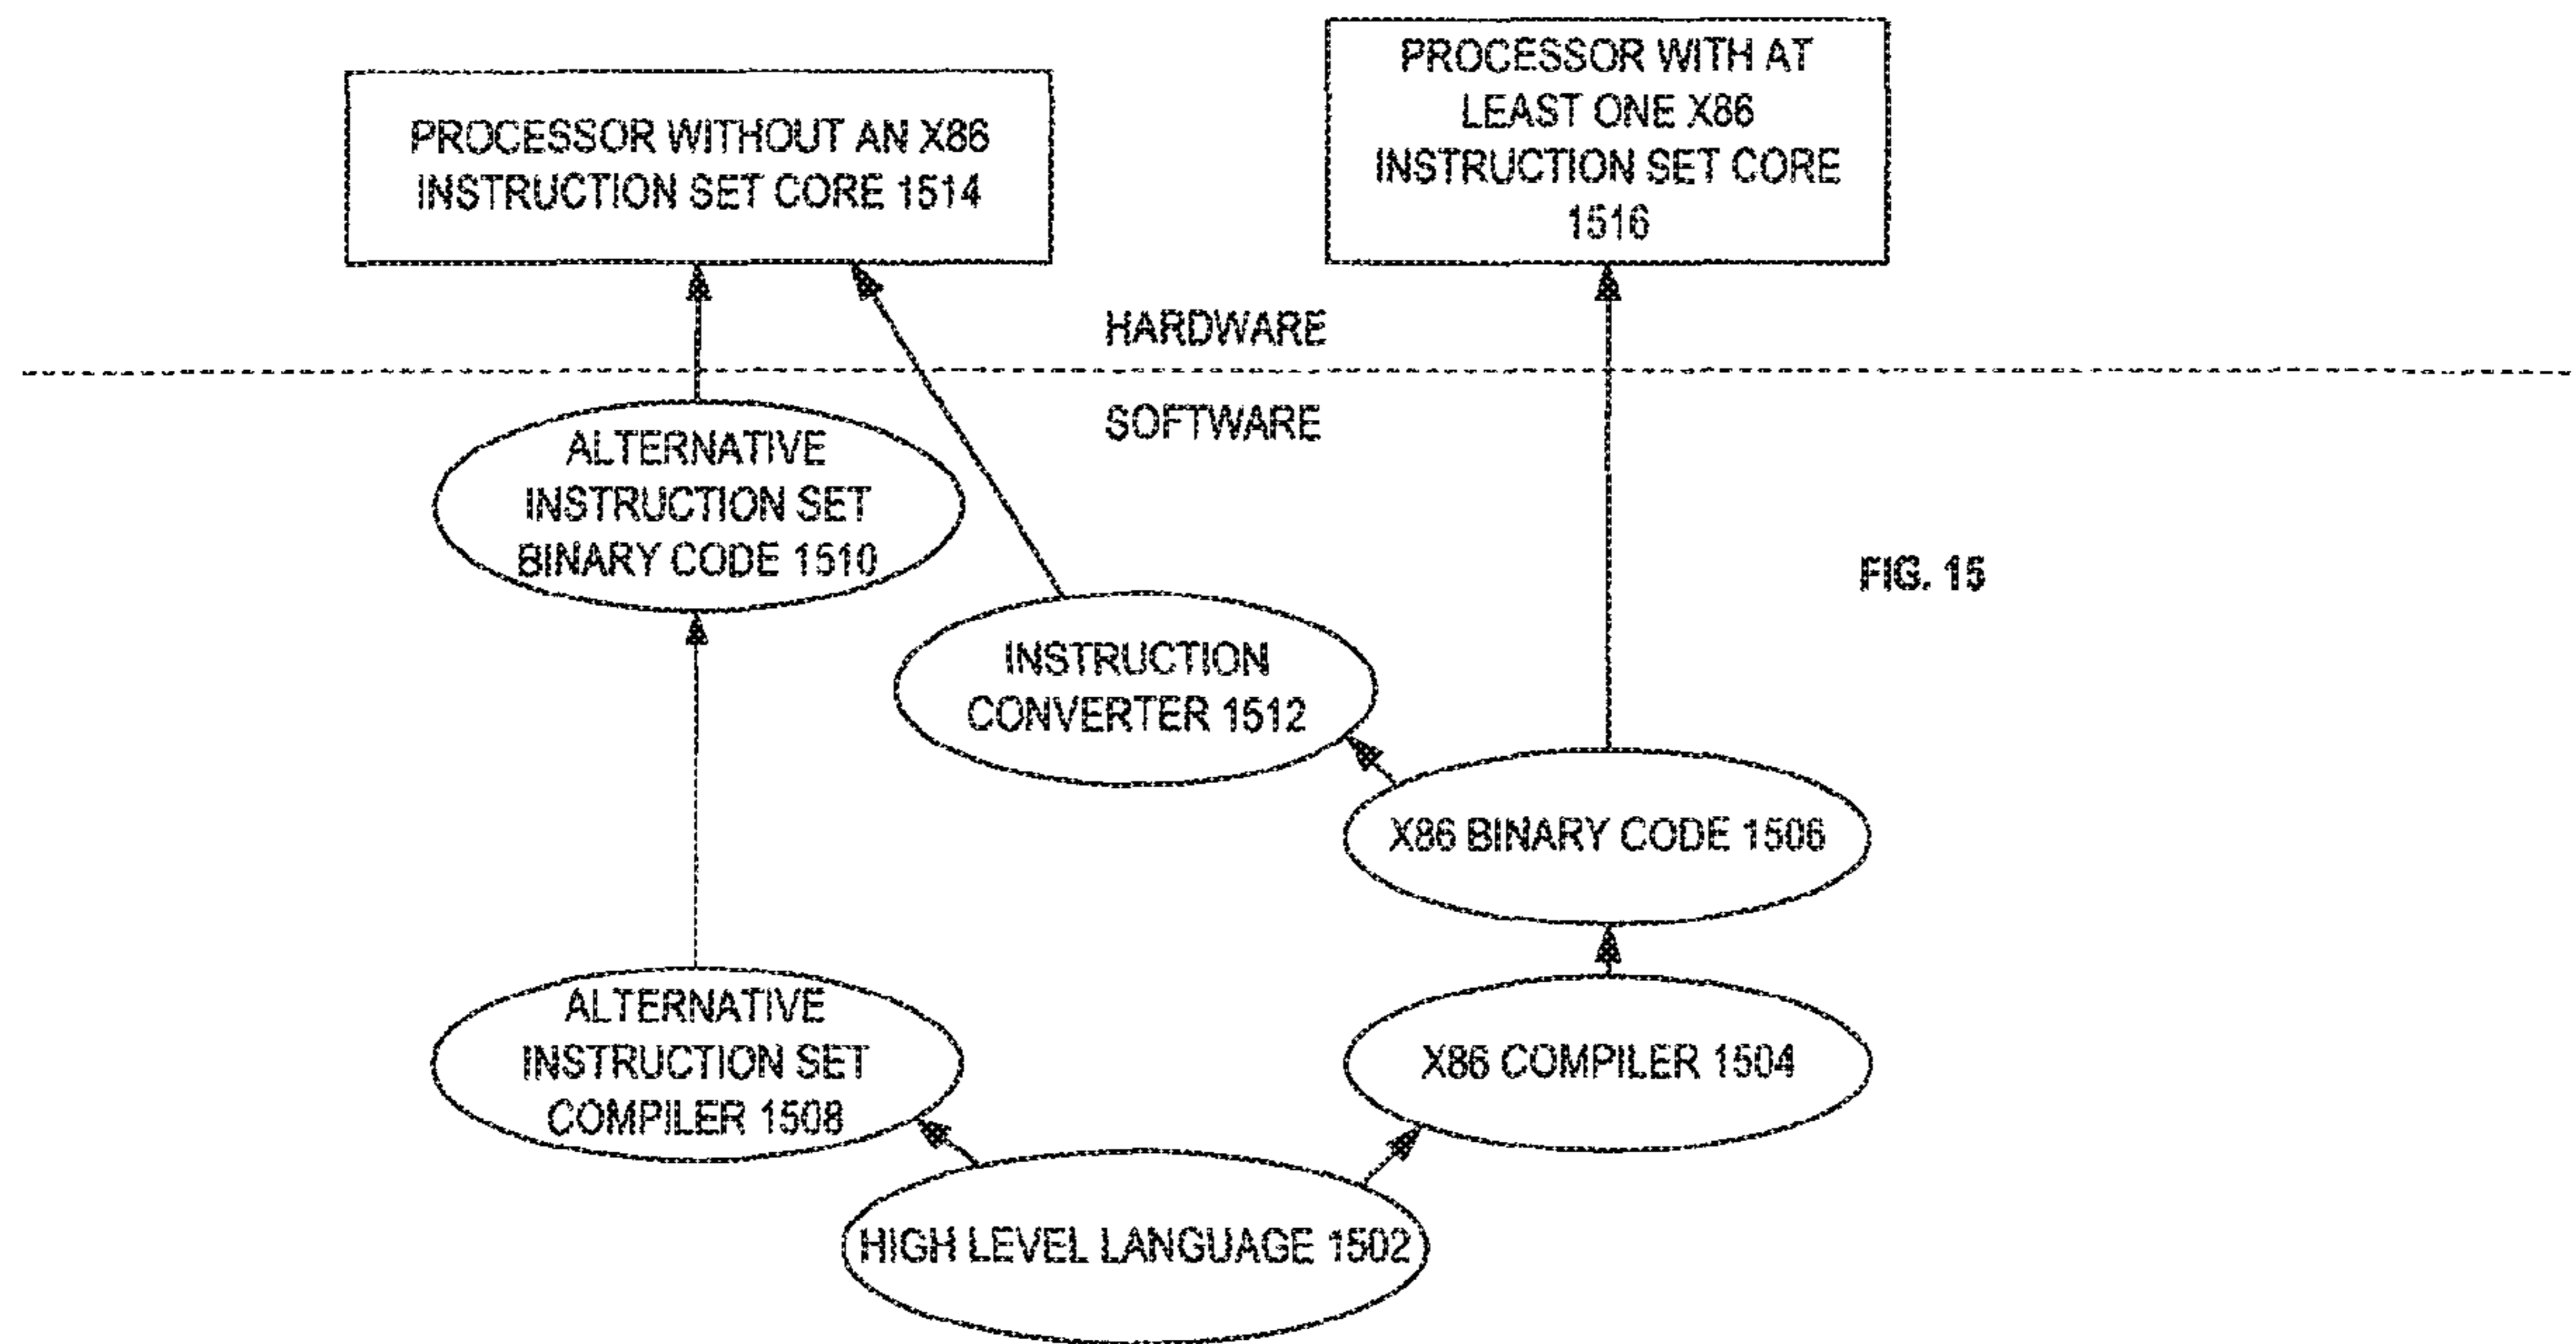 PROCESSOR WITHOUT AN X86
INSTRUCTION SET CORE 1514
PROCESSOR WITH AT
LEAST ONE X86
INSTRUCTION SET CORE
1516
HARDWARE
SOFTWARE
ALTERNATIVE
INSTRUCTION SET
BINARY CODE 1510
FIG. 15
INSTRUCTION
CONVERTER 1512
X86 BINARY CODE 1506
ALTERNATIVE
INSTRUCTION SET
COMPILER 1508
X86 COMPILER 1504
HIGH LEVEL LANGUAGE 1502